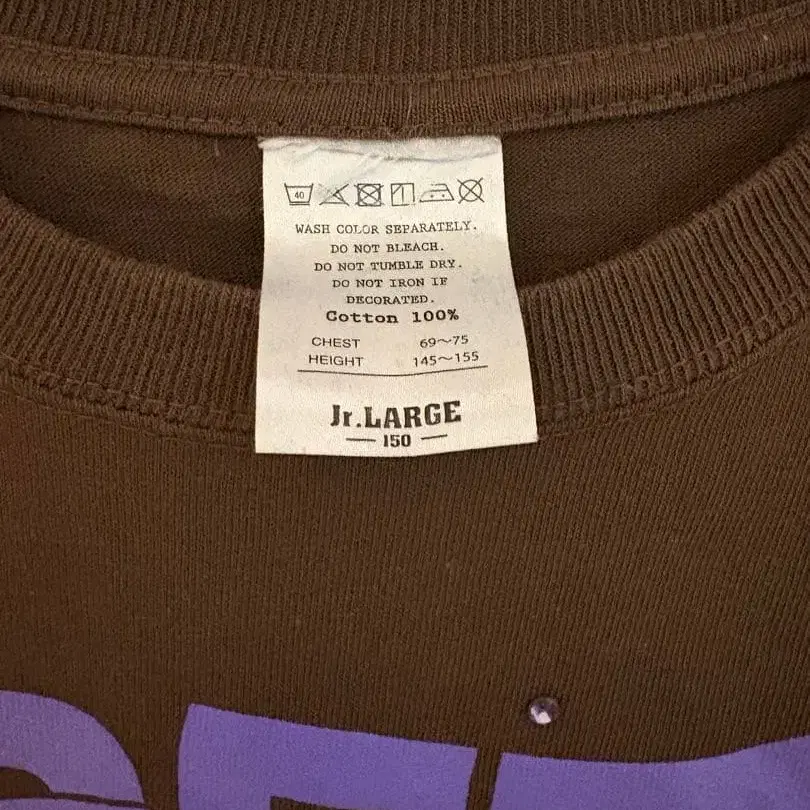 40
WASH COLOR SEPARATELY.
DO NOT BLEACH.
DO NOT TUMBLE DRY.
DO NOT IRON IF
DECORATED.
Cotton 100%
CHEST 69~75
HEIGHT 145~155
Jr.LARGE
150